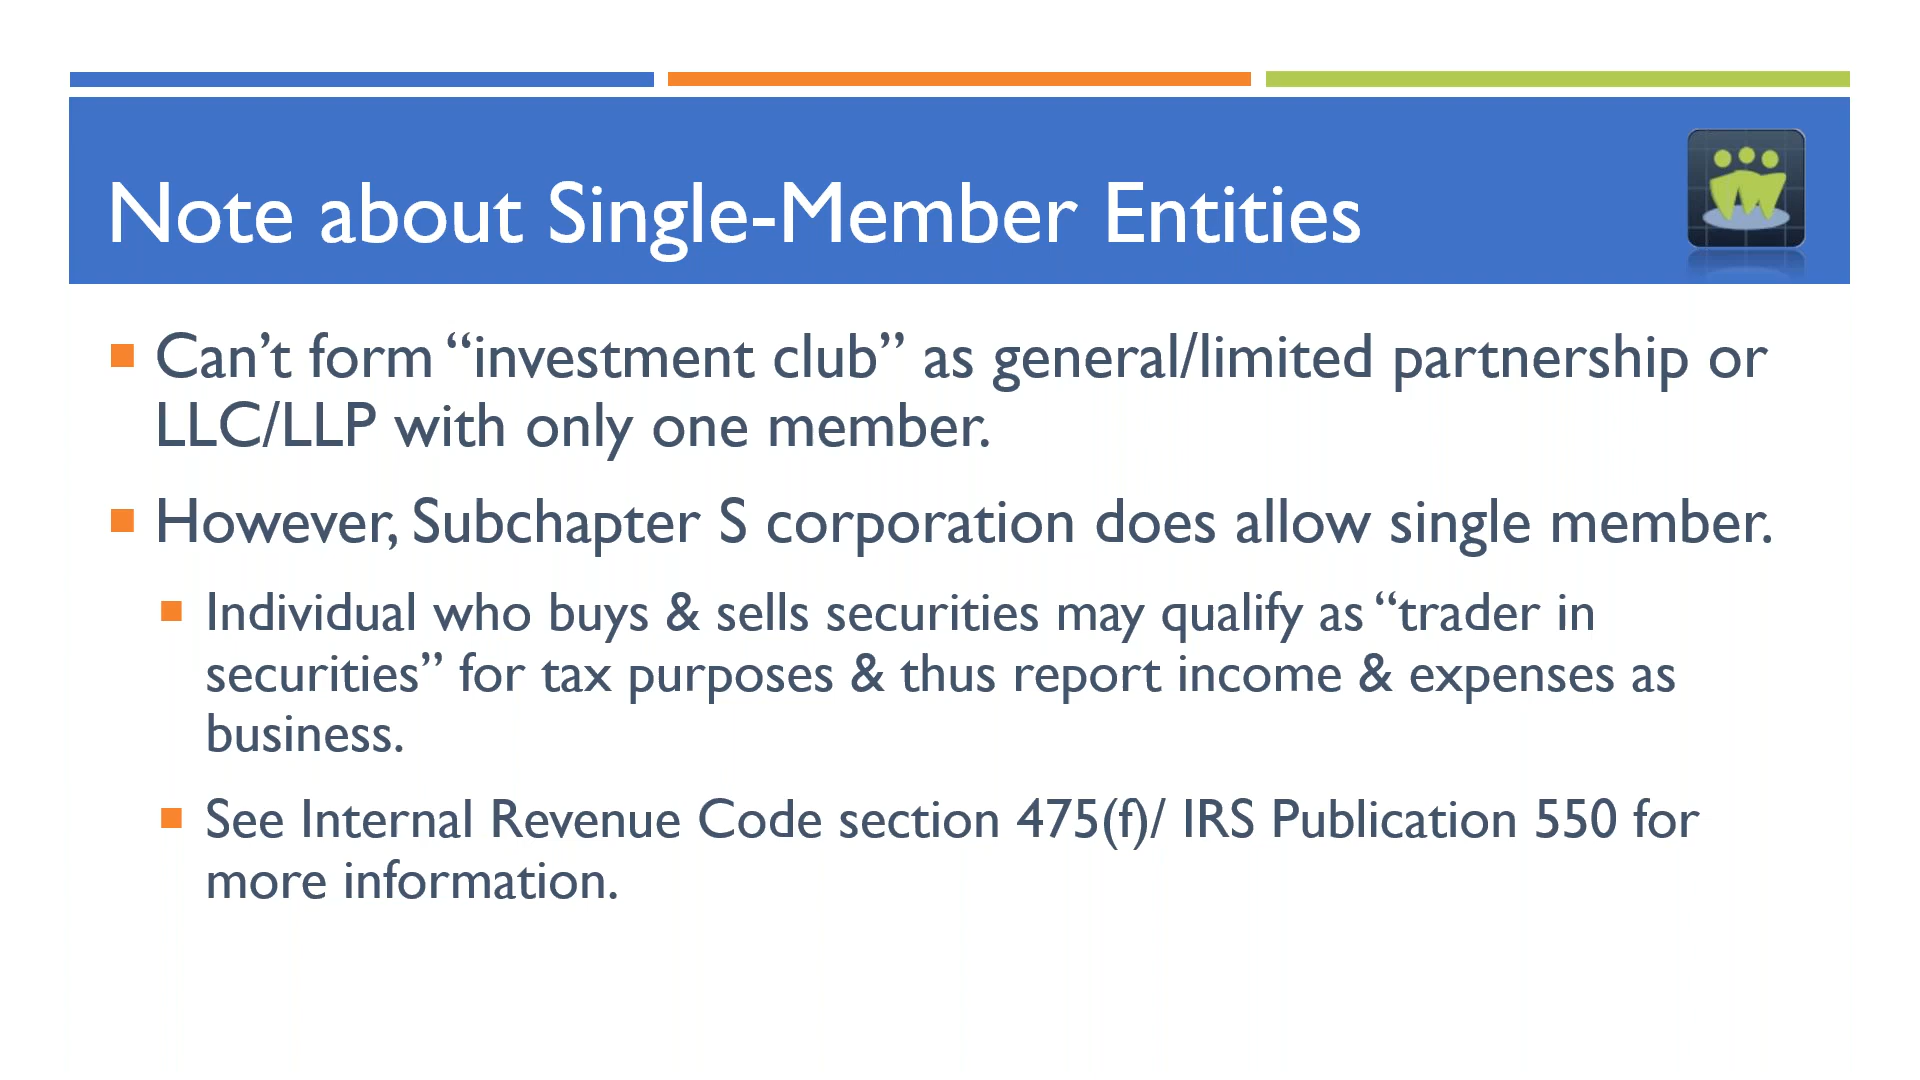 Note about Single-Member Entities
Can’t form “investment club” as general/limited partnership or
LLC/LLP with only one member.
However, Subchapter S corporation does allow single member.
Individual who buys & sells securities may qualify as “trader in
securities” for tax purposes & thus report income & expenses as
business.
See Internal Revenue Code section 475(f)/ IRS Publication 550 for
more information.